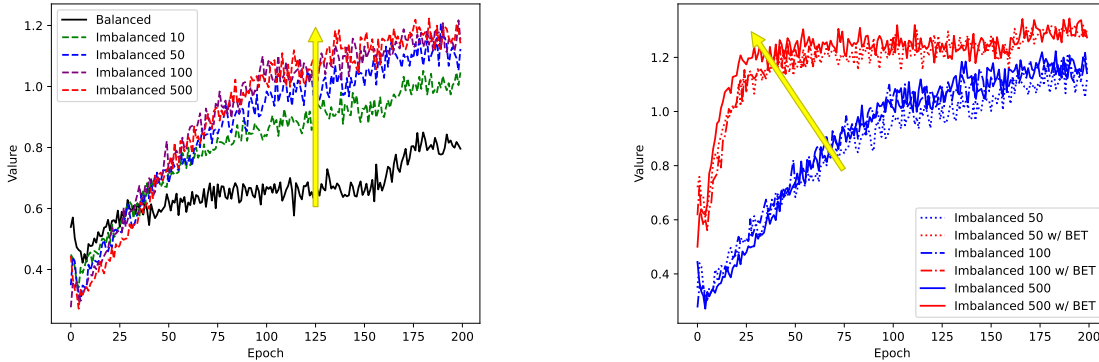 Balanced
Imbalanced 10
Imbalanced 50
Imbalanced 100
Imbalanced 500
1.2
1.0
0.8
0.6
0.4
Valure
0 25 50 75 100 125 150 175 200
Epoch
1.2
1.0
0.8
0.6
0.4
Valure
Imbalanced 50
Imbalanced 50 w/ BET
Imbalanced 100
Imbalanced 100 w/ BET
Imbalanced 500
Imbalanced 500 w/ BET
0 25 50 75 100 125 150 175 200
Epoch